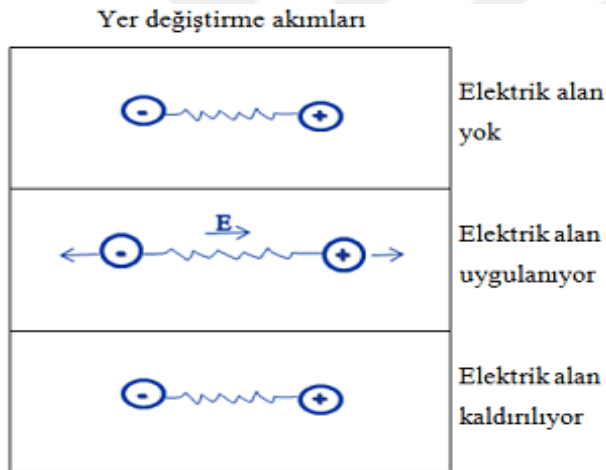 Yer değiştirme akımları
- +
Elektrik alan
yok
E
- +
Elektrik alan
uygulanıyor
- +
Elektrik alan
kaldırılıyor